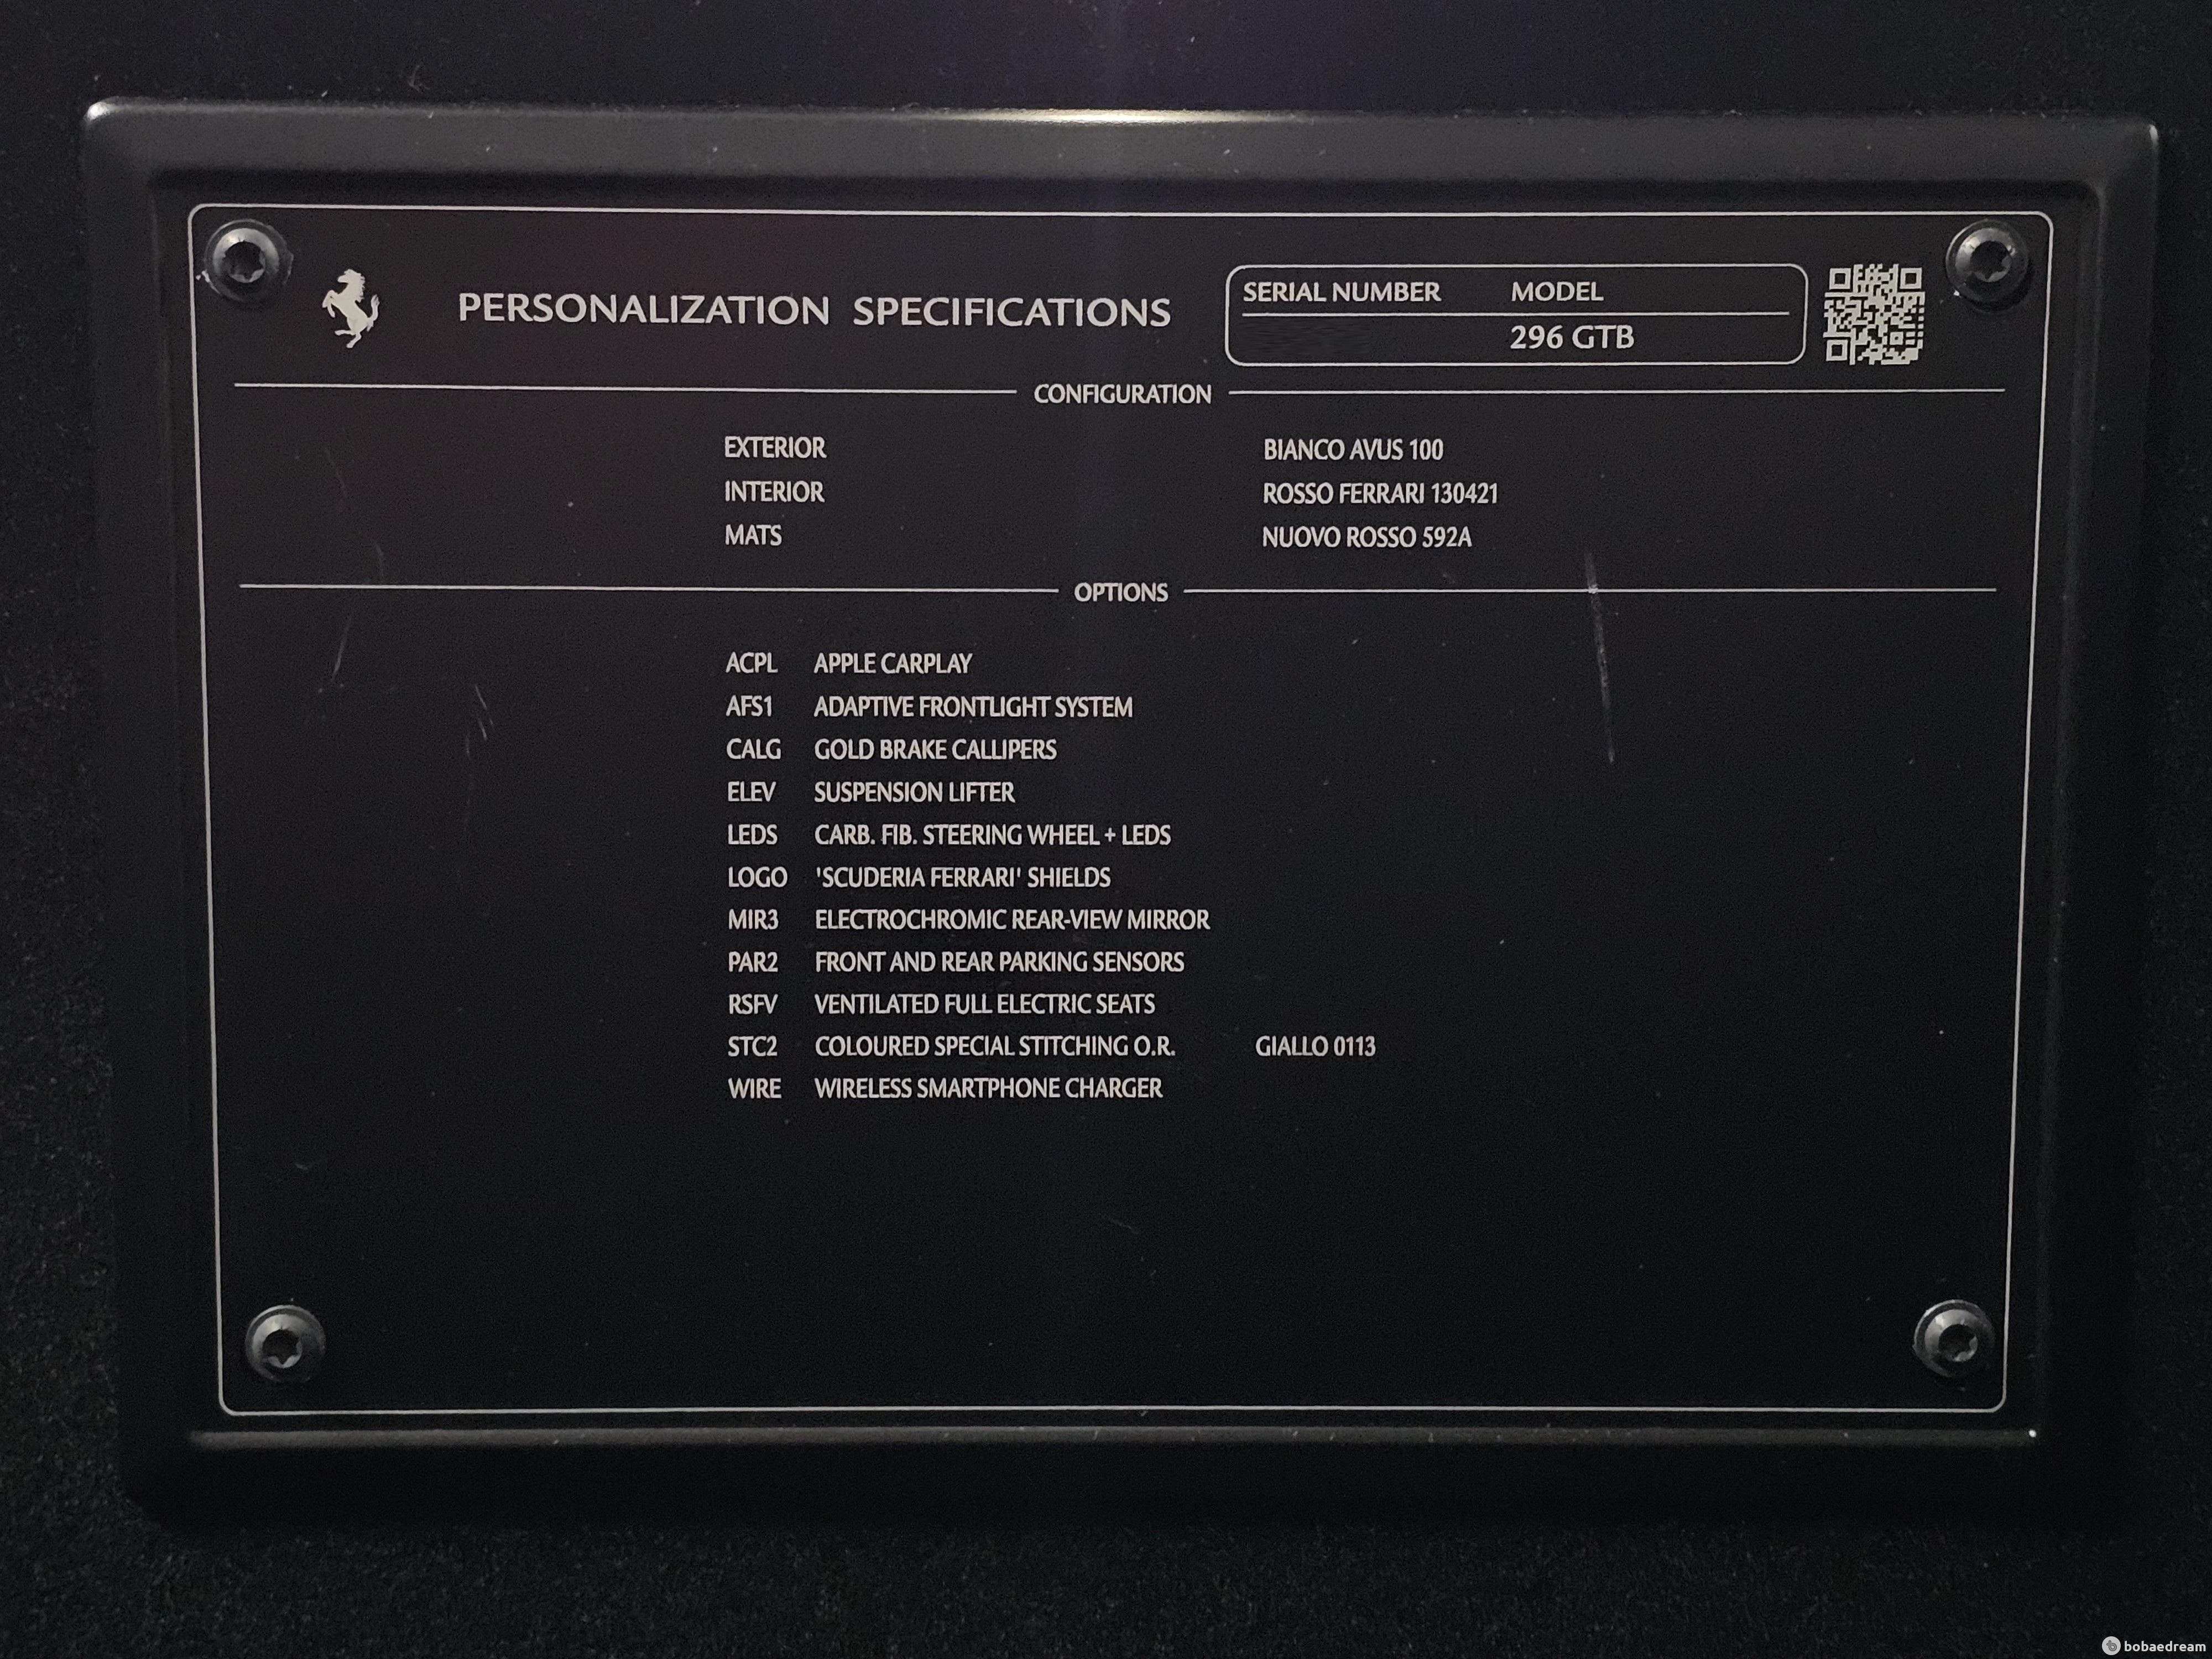 PERSONALIZATION SPECIFICATIONS
SERIAL NUMBER MODEL
296 GTB
CONFIGURATION
EXTERIOR BIANCO AVUS 100
INTERIOR ROSSO FERRARI 130421
MATS NUOVO ROSSO 592A
OPTIONS
ACPL APPLE CARPLAY
AFS1 ADAPTIVE FRONTLIGHT SYSTEM
CALG GOLD BRAKE CALLIPERS
ELEV SUSPENSION LIFTER
LEDS CARB. FIB. STEERING WHEEL + LEDS
LOGO 'SCUDERIA FERRARI' SHIELDS
MIR3 ELECTROCHROMIC REAR-VIEW MIRROR
PAR2 FRONT AND REAR PARKING SENSORS
RSFV VENTILATED FULL ELECTRIC SEATS
STC2 COLOURED SPECIAL STITCHING O.R. GIALLO 0113
WIRE WIRELESS SMARTPHONE CHARGER
bobaedream